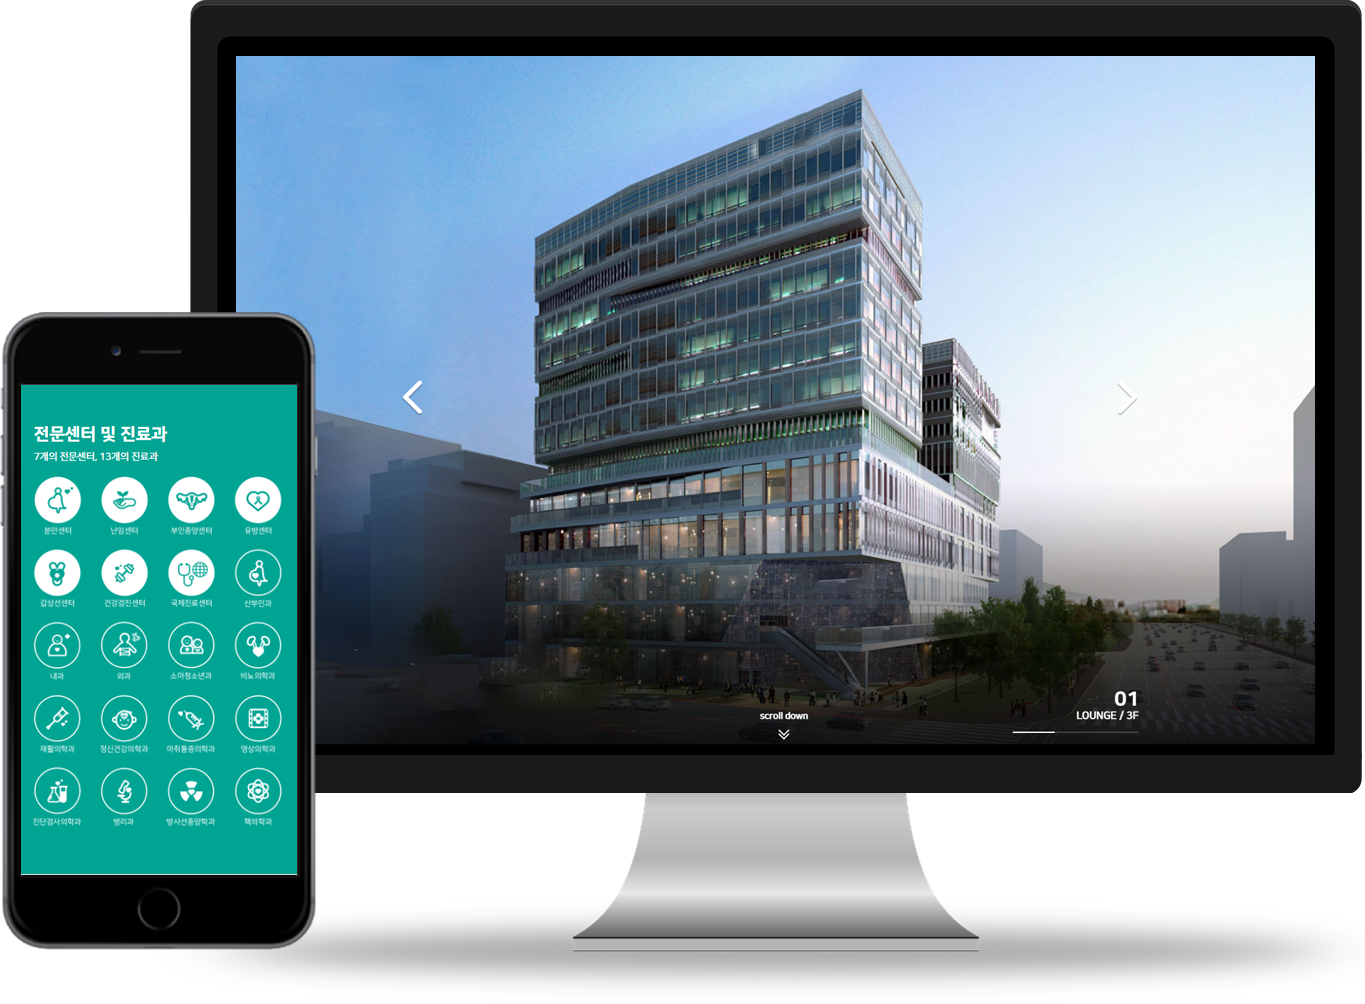 전문센터 및 진료과
7개의 전문센터, 13개의 진료과
분만센터 난임센터 부인종양센터 유방센터
갑상선센터 건강검진센터 국제진료센터 산부인과
내과 외과 소아청소년과 비뇨의학과
재활의학과 정신건강의학과 마취통증의학과 영상의학과
진단검사의학과 병리과 방사선종양학과 핵의학과
scroll down
01
LOUNGE / 3F